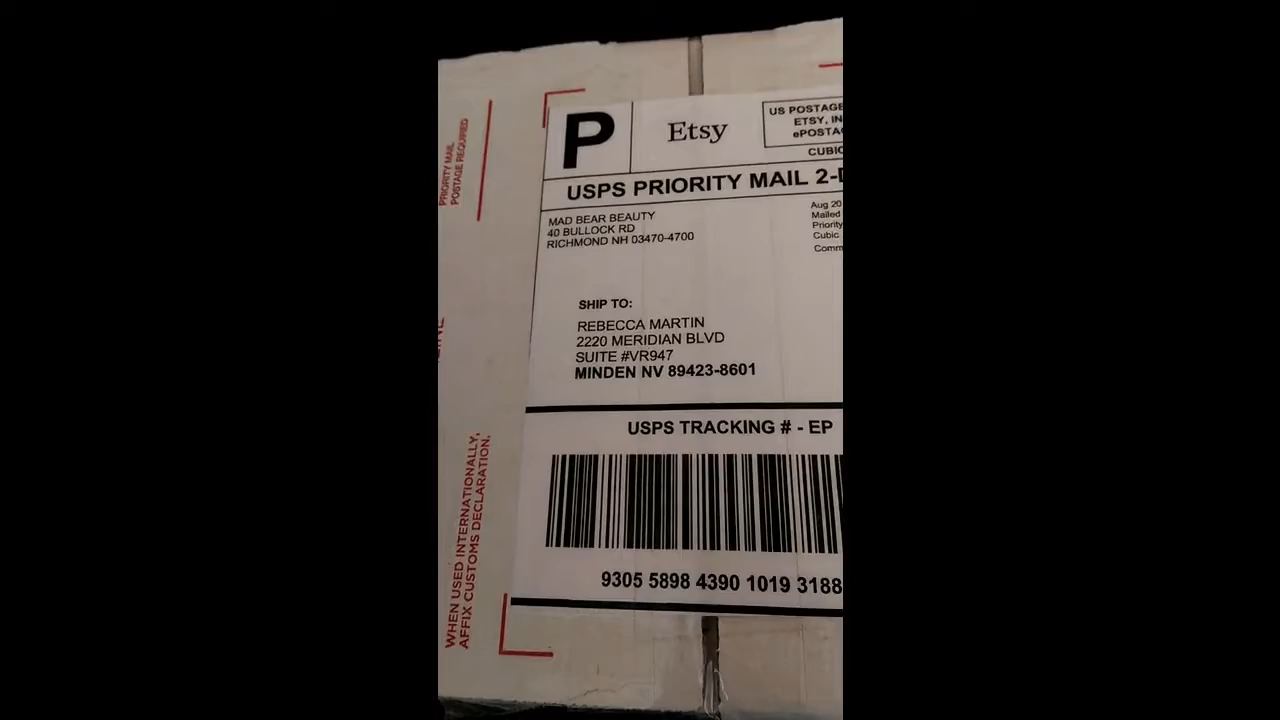 PRIORITY MAIL
POSTAGE REQUIRED
P
Etsy
US POSTAGE
ETSY, IN
ePOSTA
CUBIC
USPS PRIORITY MAIL 2-D
MAD BEAR BEAUTY
40 BULLOCK RD
RICHMOND NH 03470-4700
Aug 20
Mailed
Priority
Cubic
Comm
SHIP TO:
REBECCA MARTIN
2220 MERIDIAN BLVD
SUITE #VR947
MINDEN NV 89423-8601
USPS TRACKING # - EP
9305 5898 4390 1019 3188
WHEN USED INTERNATIONALLY,
AFFIX CUSTOMS DECLARATION.